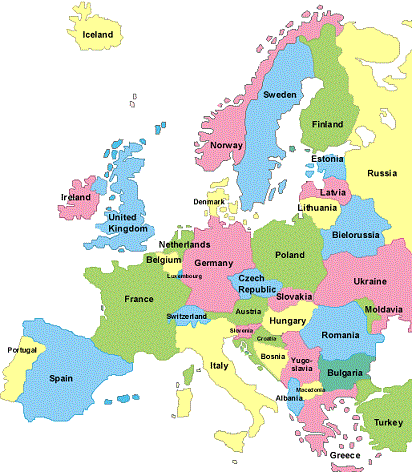 Iceland
Sweden
Finland
Norway
Estonia
Russia
Latvia
Ireland
Denmark
Lithuania
United
Kingdom
Bielorussia
Netherlands
Poland
Belgium
Germany
Luxembourg
Czech
Republic
Ukraine
Slakia
France
Slovakia
Moldavia
Austria
Switzerland
Hungary
Slovenia
Romania
Croatia
Portugal
Bosnia
Yugo-
slavia
Italy
Spain
Bulgaria
Macedonia
Albania
Turkey
Greece